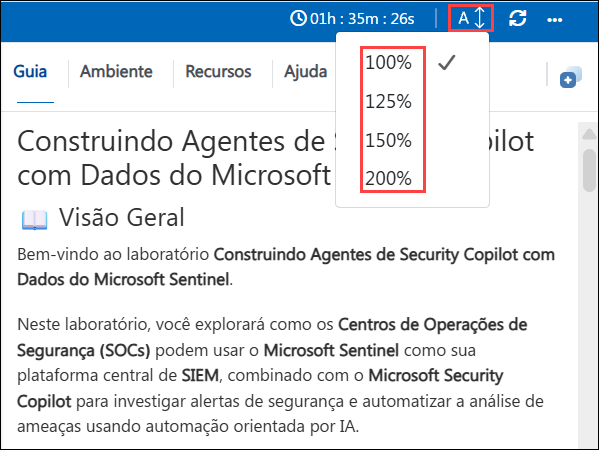 01h : 35m : 26s
A
Guia Ambiente Recursos Ajuda
100%
125%
150%
200%
Construindo Agentes de S pilot
com Dados do Microsoft
Visão Geral
Bem-vindo ao laboratório Construindo Agentes de Security Copilot com
Dados do Microsoft Sentinel.
Neste laboratório, você explorará como os Centros de Operações de
Segurança (SOCs) podem usar o Microsoft Sentinel como sua
plataforma central de SIEM, combinado com o Microsoft Security
Copilot para investigar alertas de segurança e automatizar a análise de
ameaças usando automação orientada por IA.